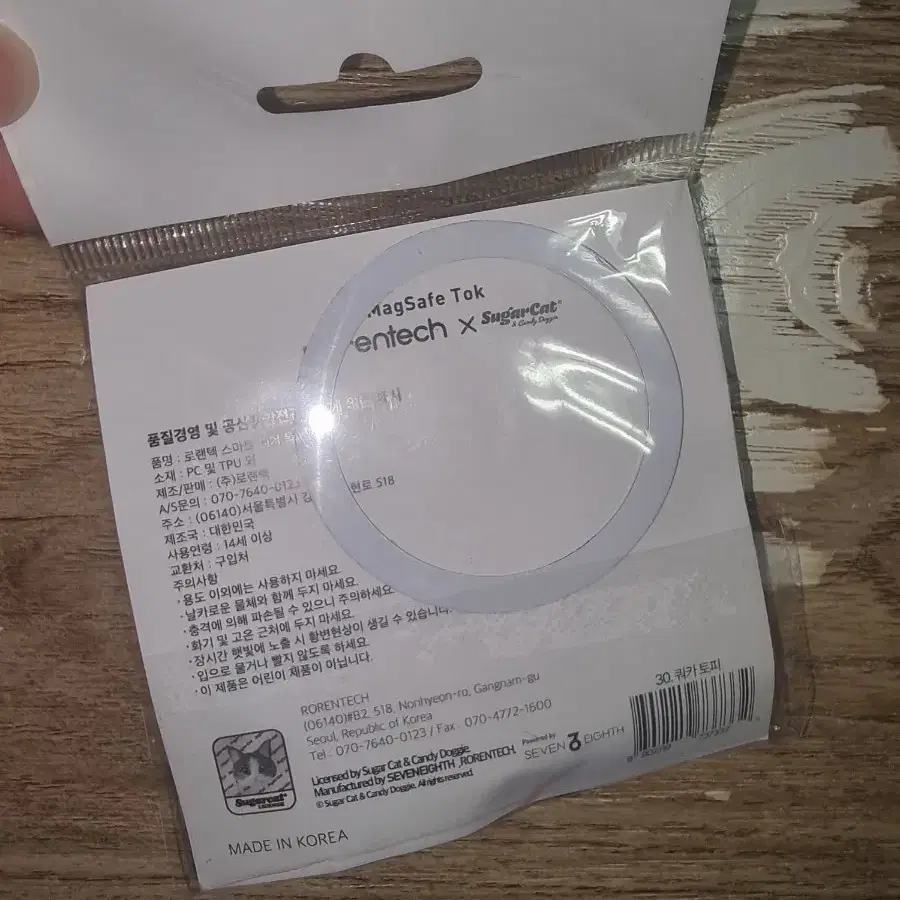 MagSafe Tok
rentech X SugarCat
& Candy Doggie
품질경영 및 공산품안전
품명 : 로랜텍 스마트
소재 : PC 및 TPU 외
제조/판매 : (주)로랜텍
A/S문의 : 070-7640-0123
주소 : (06140)서울특별시 현로 518
제조국 : 대한민국
사용연령 : 14세 이상
교환처 : 구입처
주의사항
· 용도 이외에는 사용하지 마세요.
· 날카로운 물체와 함께 두지 마세요.
· 충격에 의해 파손될 수 있으니 주의하세요.
· 화기 및 고온 근처에 두지 마세요.
· 장시간 햇빛에 노출 시 황변현상이 생길 수 있습니다.
· 입으로 물거나 빨지 않도록 하세요.
· 이 제품은 어린이 제품이 아닙니다.
RORENTECH
(06140)#B2, 518, Nonhyeon-ro, Gangnam-gu
Seoul, Republic of Korea
Tel. 070-7640-0123 / Fax. 070-4772-1600
Licensed by Sugar Cat & Candy Doggie.
Manufactured by SEVENEIGHTH ,RORENTECH.
© Sugar Cat & Candy Doggie. All rights reserved.
Powered by
SEVEN 8 EIGHTH
30. 쿼카 토피
Sugarcat
LICENSE
MADE IN KOREA